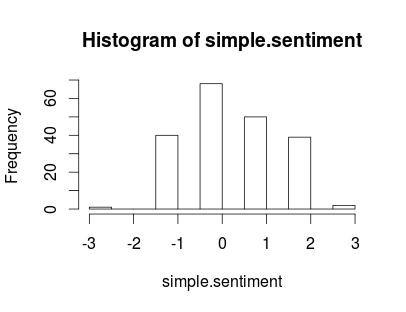 Histogram of simple.sentiment
Frequency
60
40
20
0
-3 -2 -1 0 1 2 3
simple.sentiment